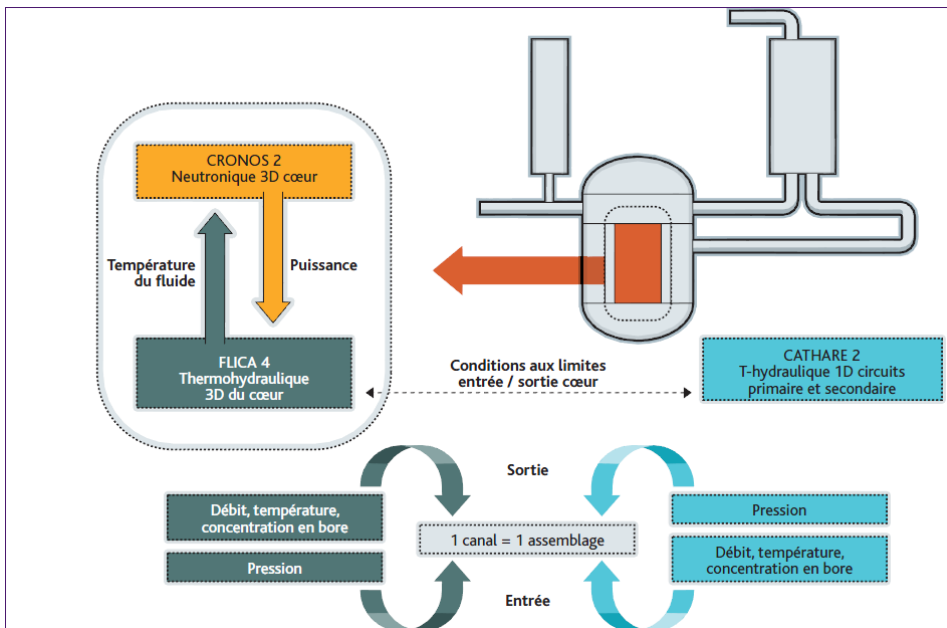 CRONOS 2
Neutronique 3D cœur
Température
du fluide
Puissance
FLICA 4
Thermohydraulique
3D du cœur
Conditions aux limites
entrée / sortie cœur
CATHARE 2
T-hydraulique 1D circuits
primaire et secondaire
Sortie
Débit, température,
concentration en bore
Pression
1 canal = 1 assemblage
Pression
Débit, température,
concentration en bore
Entrée